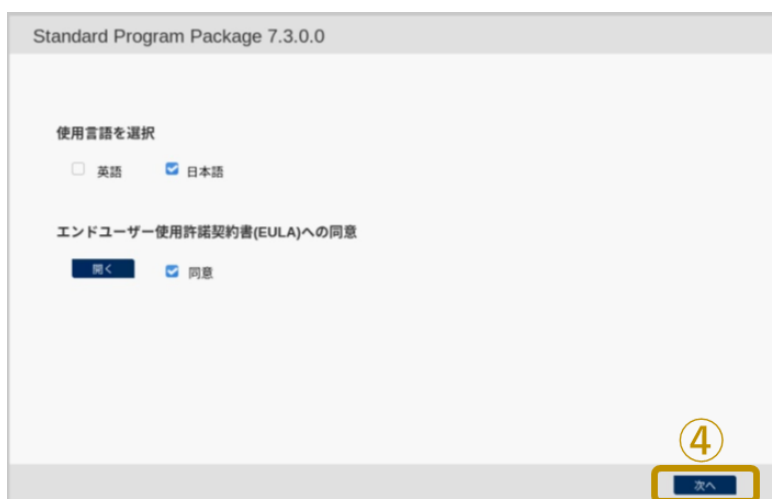 Standard Program Package 7.3.0.0
使用言語を選択
英語 日本語
エンドユーザー使用許諾契約書(EULA)への同意
開く 同意
④
次へ